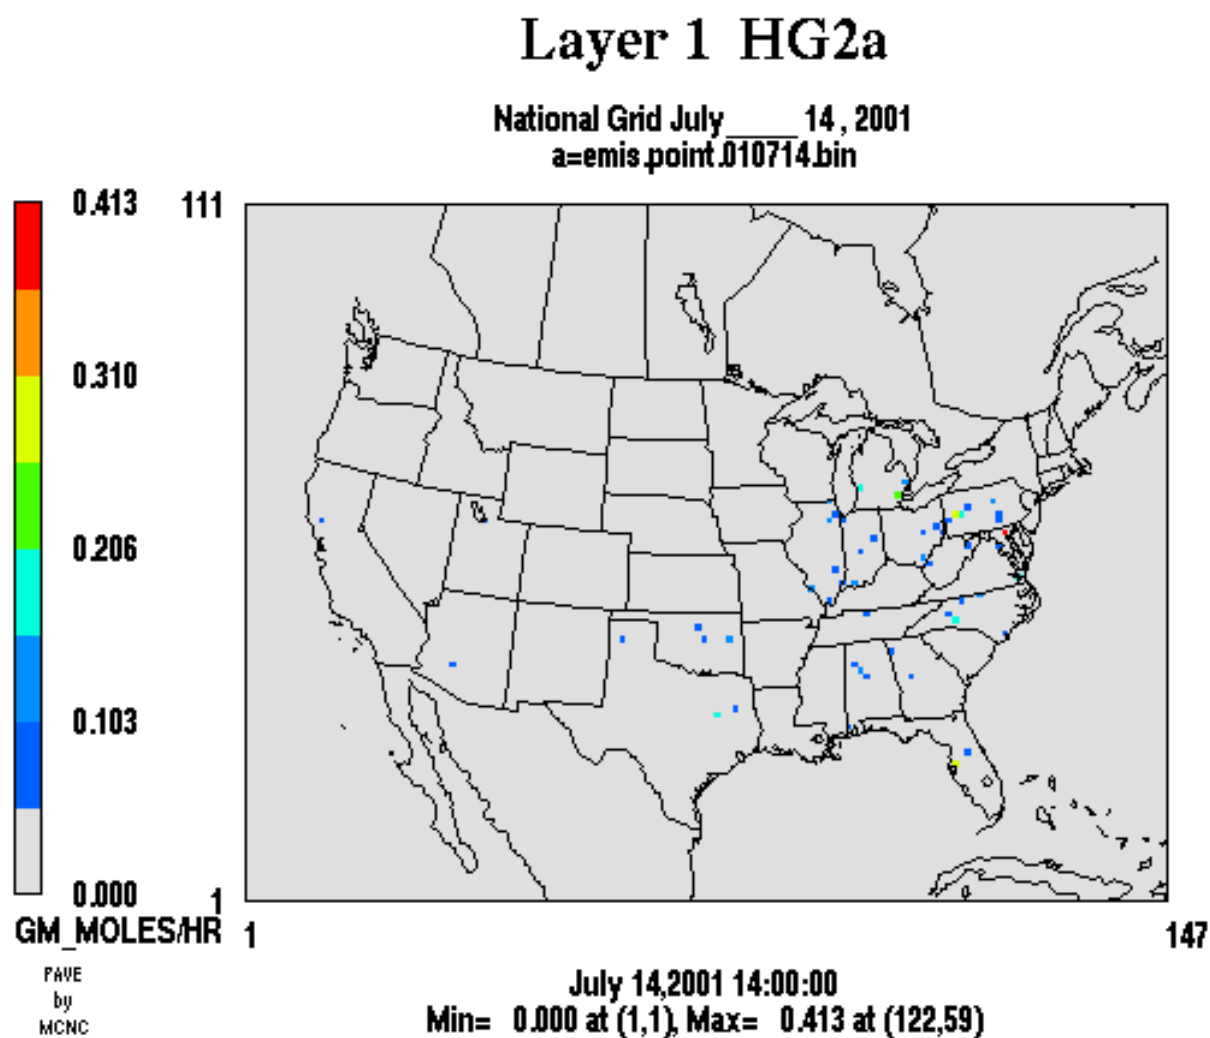 Layer 1 HG2a
National Grid July____ 14, 2001
a=emis.point.010714.bin
0.413
111
0.310
0.206
0.103
0.000
1
GM_MOLES/HR
1
147
PAVE
by
MCNC
July 14,2001 14:00:00
Min= 0.000 at (1,1), Max= 0.413 at (122,59)